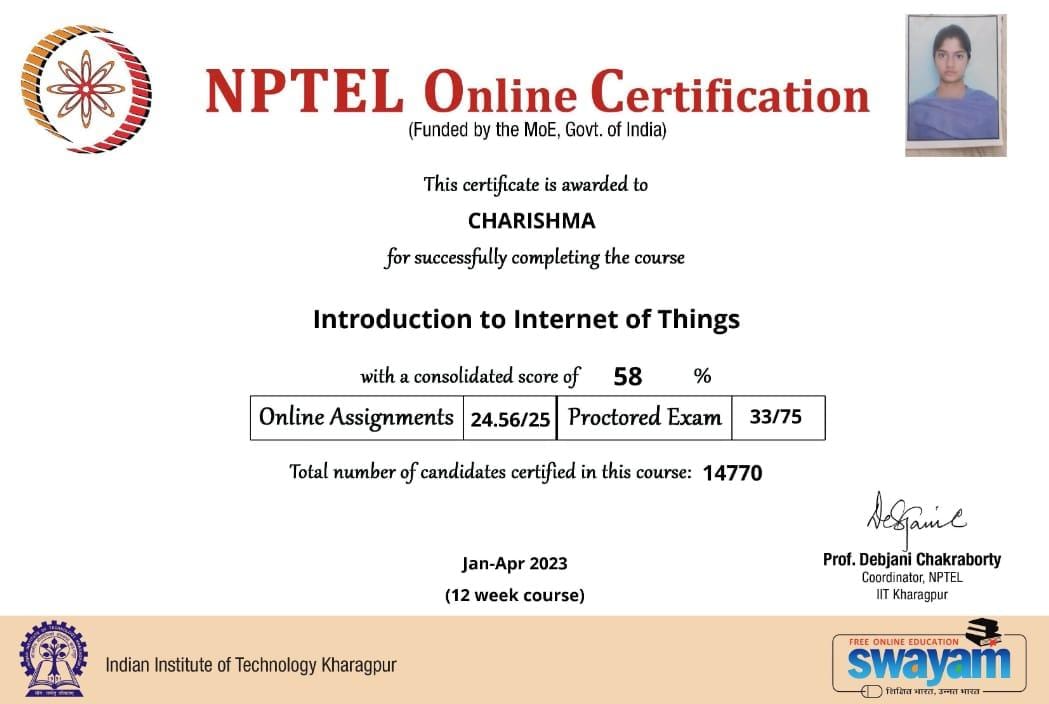 NPTEL Online Certification
(Funded by the MoE, Govt. of India)
This certificate is awarded to
CHARISHMA
for successfully completing the course
Introduction to Internet of Things
with a consolidated score of 58 %
Online Assignments 24.56/25 Proctored Exam 33/75
Total number of candidates certified in this course: 14770
Jan-Apr 2023
(12 week course)
Prof. Debjani Chakraborty
Coordinator, NPTEL
IIT Kharagpur
Indian Institute of Technology Kharagpur
FREE ONLINE EDUCATION
swayam
शिक्षित भारत, उन्नत भारत